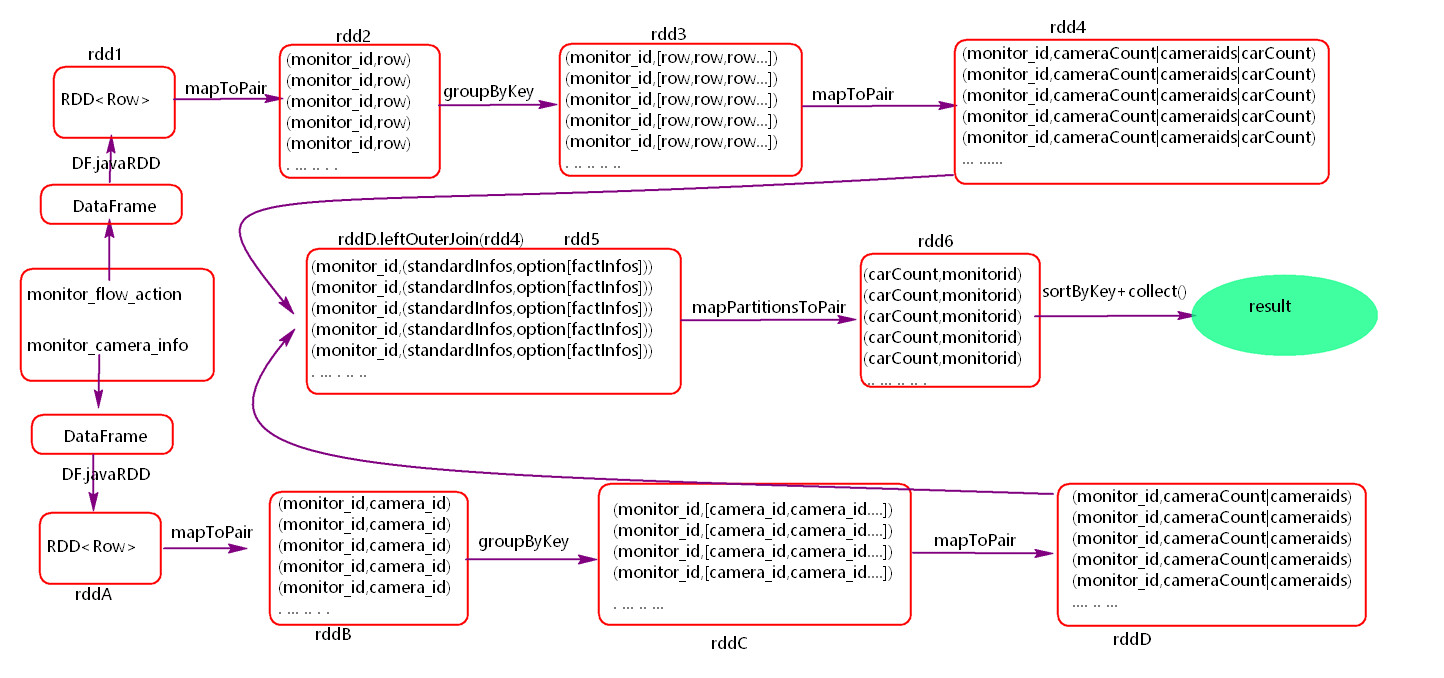 rdd1
RDD<Row>
mapToPair
rdd2
(monitor_id,row)
(monitor_id,row)
(monitor_id,row)
(monitor_id,row)
(monitor_id,row)
. ... .. . .
groupByKey
rdd3
(monitor_id,[row,row,row...])
(monitor_id,[row,row,row...])
(monitor_id,[row,row,row...])
(monitor_id,[row,row,row...])
(monitor_id,[row,row,row...])
. .. .. .. ..
mapToPair
rdd4
(monitor_id,cameraCount|cameraids|carCount)
(monitor_id,cameraCount|cameraids|carCount)
(monitor_id,cameraCount|cameraids|carCount)
(monitor_id,cameraCount|cameraids|carCount)
(monitor_id,cameraCount|cameraids|carCount)
... ......
DF.javaRDD
DataFrame
monitor_flow_action
monitor_camera_info
rddD.leftOuterJoin(rdd4) rdd5
(monitor_id,(standardInfos,option[factInfos]))
(monitor_id,(standardInfos,option[factInfos]))
(monitor_id,(standardInfos,option[factInfos]))
(monitor_id,(standardInfos,option[factInfos]))
(monitor_id,(standardInfos,option[factInfos]))
. ... . .. ..
mapPartitionsToPair
rdd6
(carCount,monitorid)
(carCount,monitorid)
(carCount,monitorid)
(carCount,monitorid)
(carCount,monitorid)
.. ... .. .. .
sortByKey+collect()
result
DataFrame
DF.javaRDD
RDD<Row>
rddA
mapToPair
(monitor_id,camera_id)
(monitor_id,camera_id)
(monitor_id,camera_id)
(monitor_id,camera_id)
(monitor_id,camera_id)
. ... .. . .
rddB
groupByKey
(monitor_id,[camera_id,camera_id....])
(monitor_id,[camera_id,camera_id....])
(monitor_id,[camera_id,camera_id....])
(monitor_id,[camera_id,camera_id....])
. ... .. ...
rddC
mapToPair
(monitor_id,cameraCount|cameraids)
(monitor_id,cameraCount|cameraids)
(monitor_id,cameraCount|cameraids)
(monitor_id,cameraCount|cameraids)
(monitor_id,cameraCount|cameraids)
.... .. ...
rddD